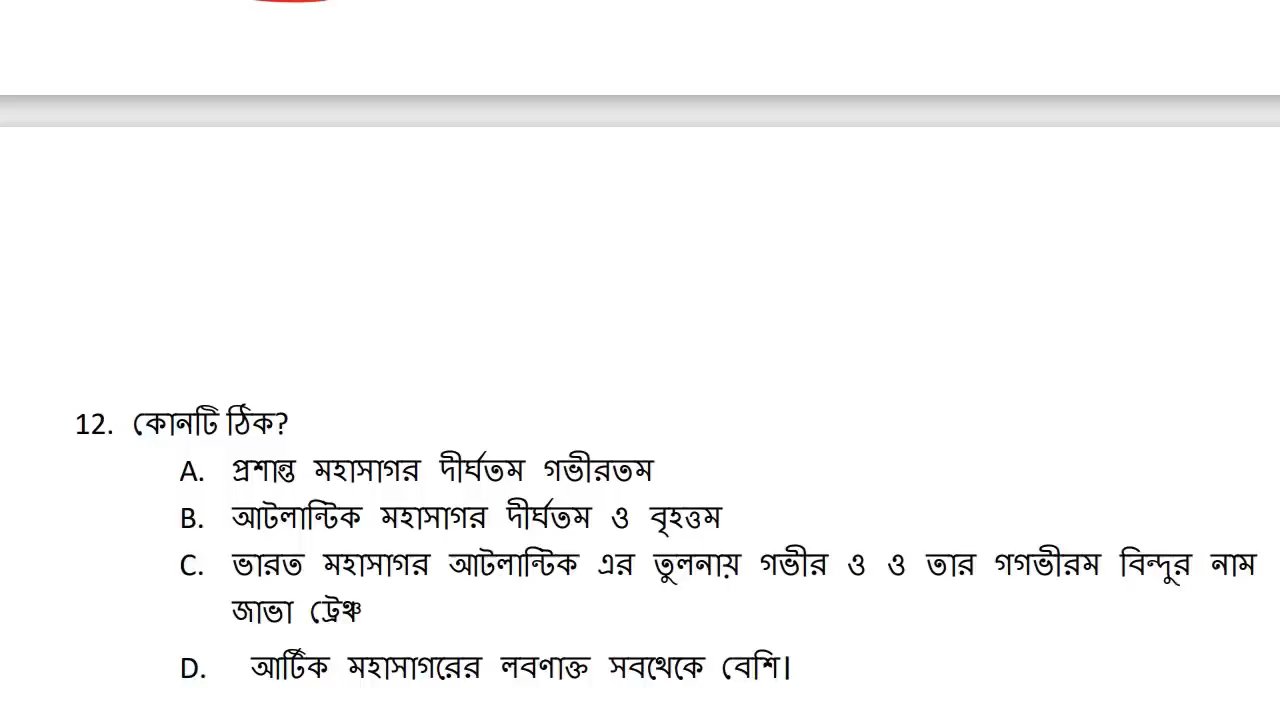 12. কোনটি ঠিক?
A. প্রশান্ত মহাসাগর দীর্ঘতম গভীরতম
B. আটলান্টিক মহাসাগর দীর্ঘতম ও বৃহত্তম
C. ভারত মহাসাগর আটলান্টিক এর তুলনায় গভীর ও ও তার গগভীরম বিন্দুর নাম
জাভা ট্রেঞ্চ
D. আর্টিক মহাসাগরের লবণাক্ত সবথেকে বেশি।